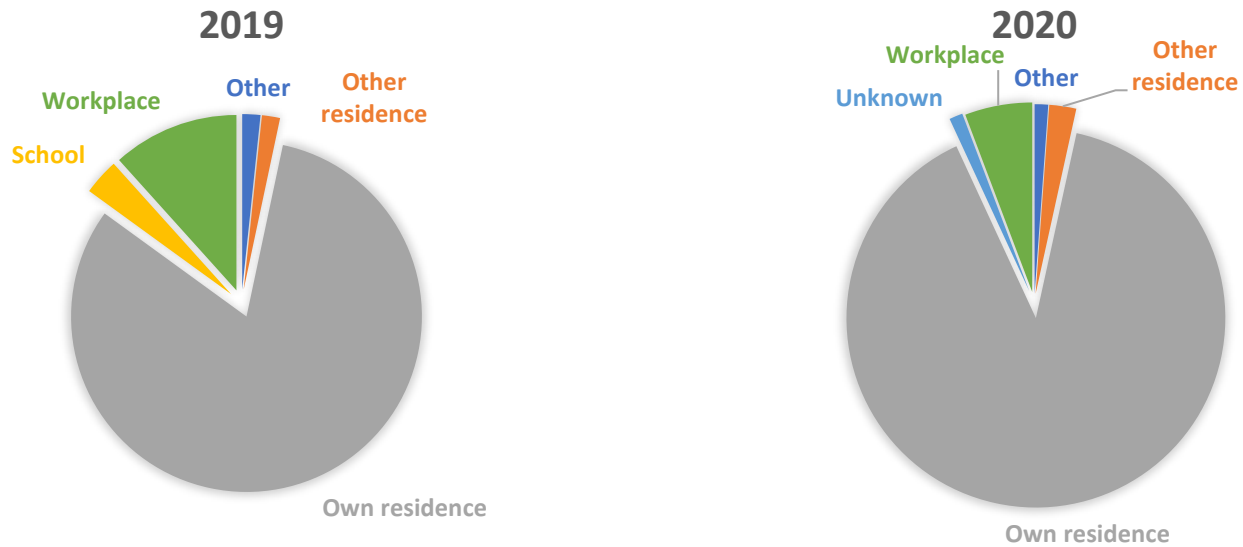 2019
Workplace
Other
Other
residence
School
Own residence
2020
Workplace
Unknown
Other
Other
residence
Own residence